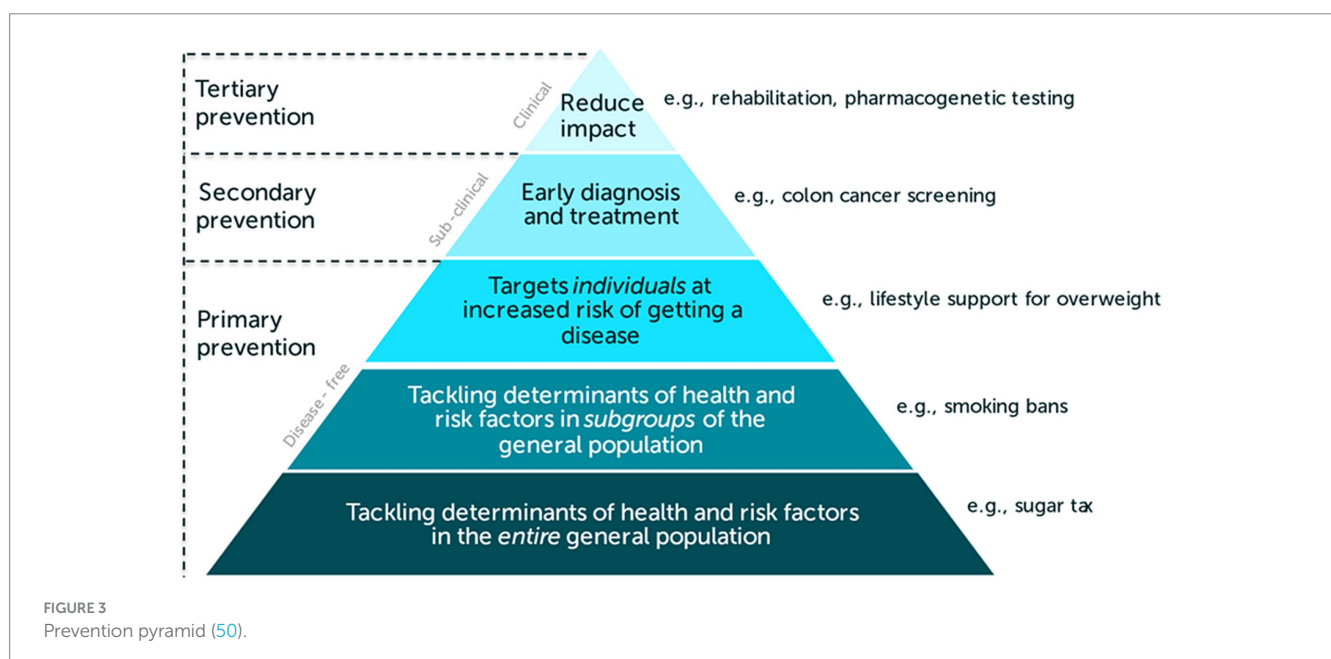 Tertiary
prevention
Clinical
Reduce
impact
e.g., rehabilitation, pharmacogenetic testing
Secondary
prevention
Sub-clinical
Early diagnosis
and treatment
e.g., colon cancer screening
Primary
prevention
Disease-free
Targets individuals at
increased risk of getting a
disease
e.g., lifestyle support for overweight
Tackling determinants of health and
risk factors in subgroups of the
general population
e.g., smoking bans
Tackling determinants of health and risk factors
in the entire general population
e.g., sugar tax
FIGURE 3
Prevention pyramid (50).